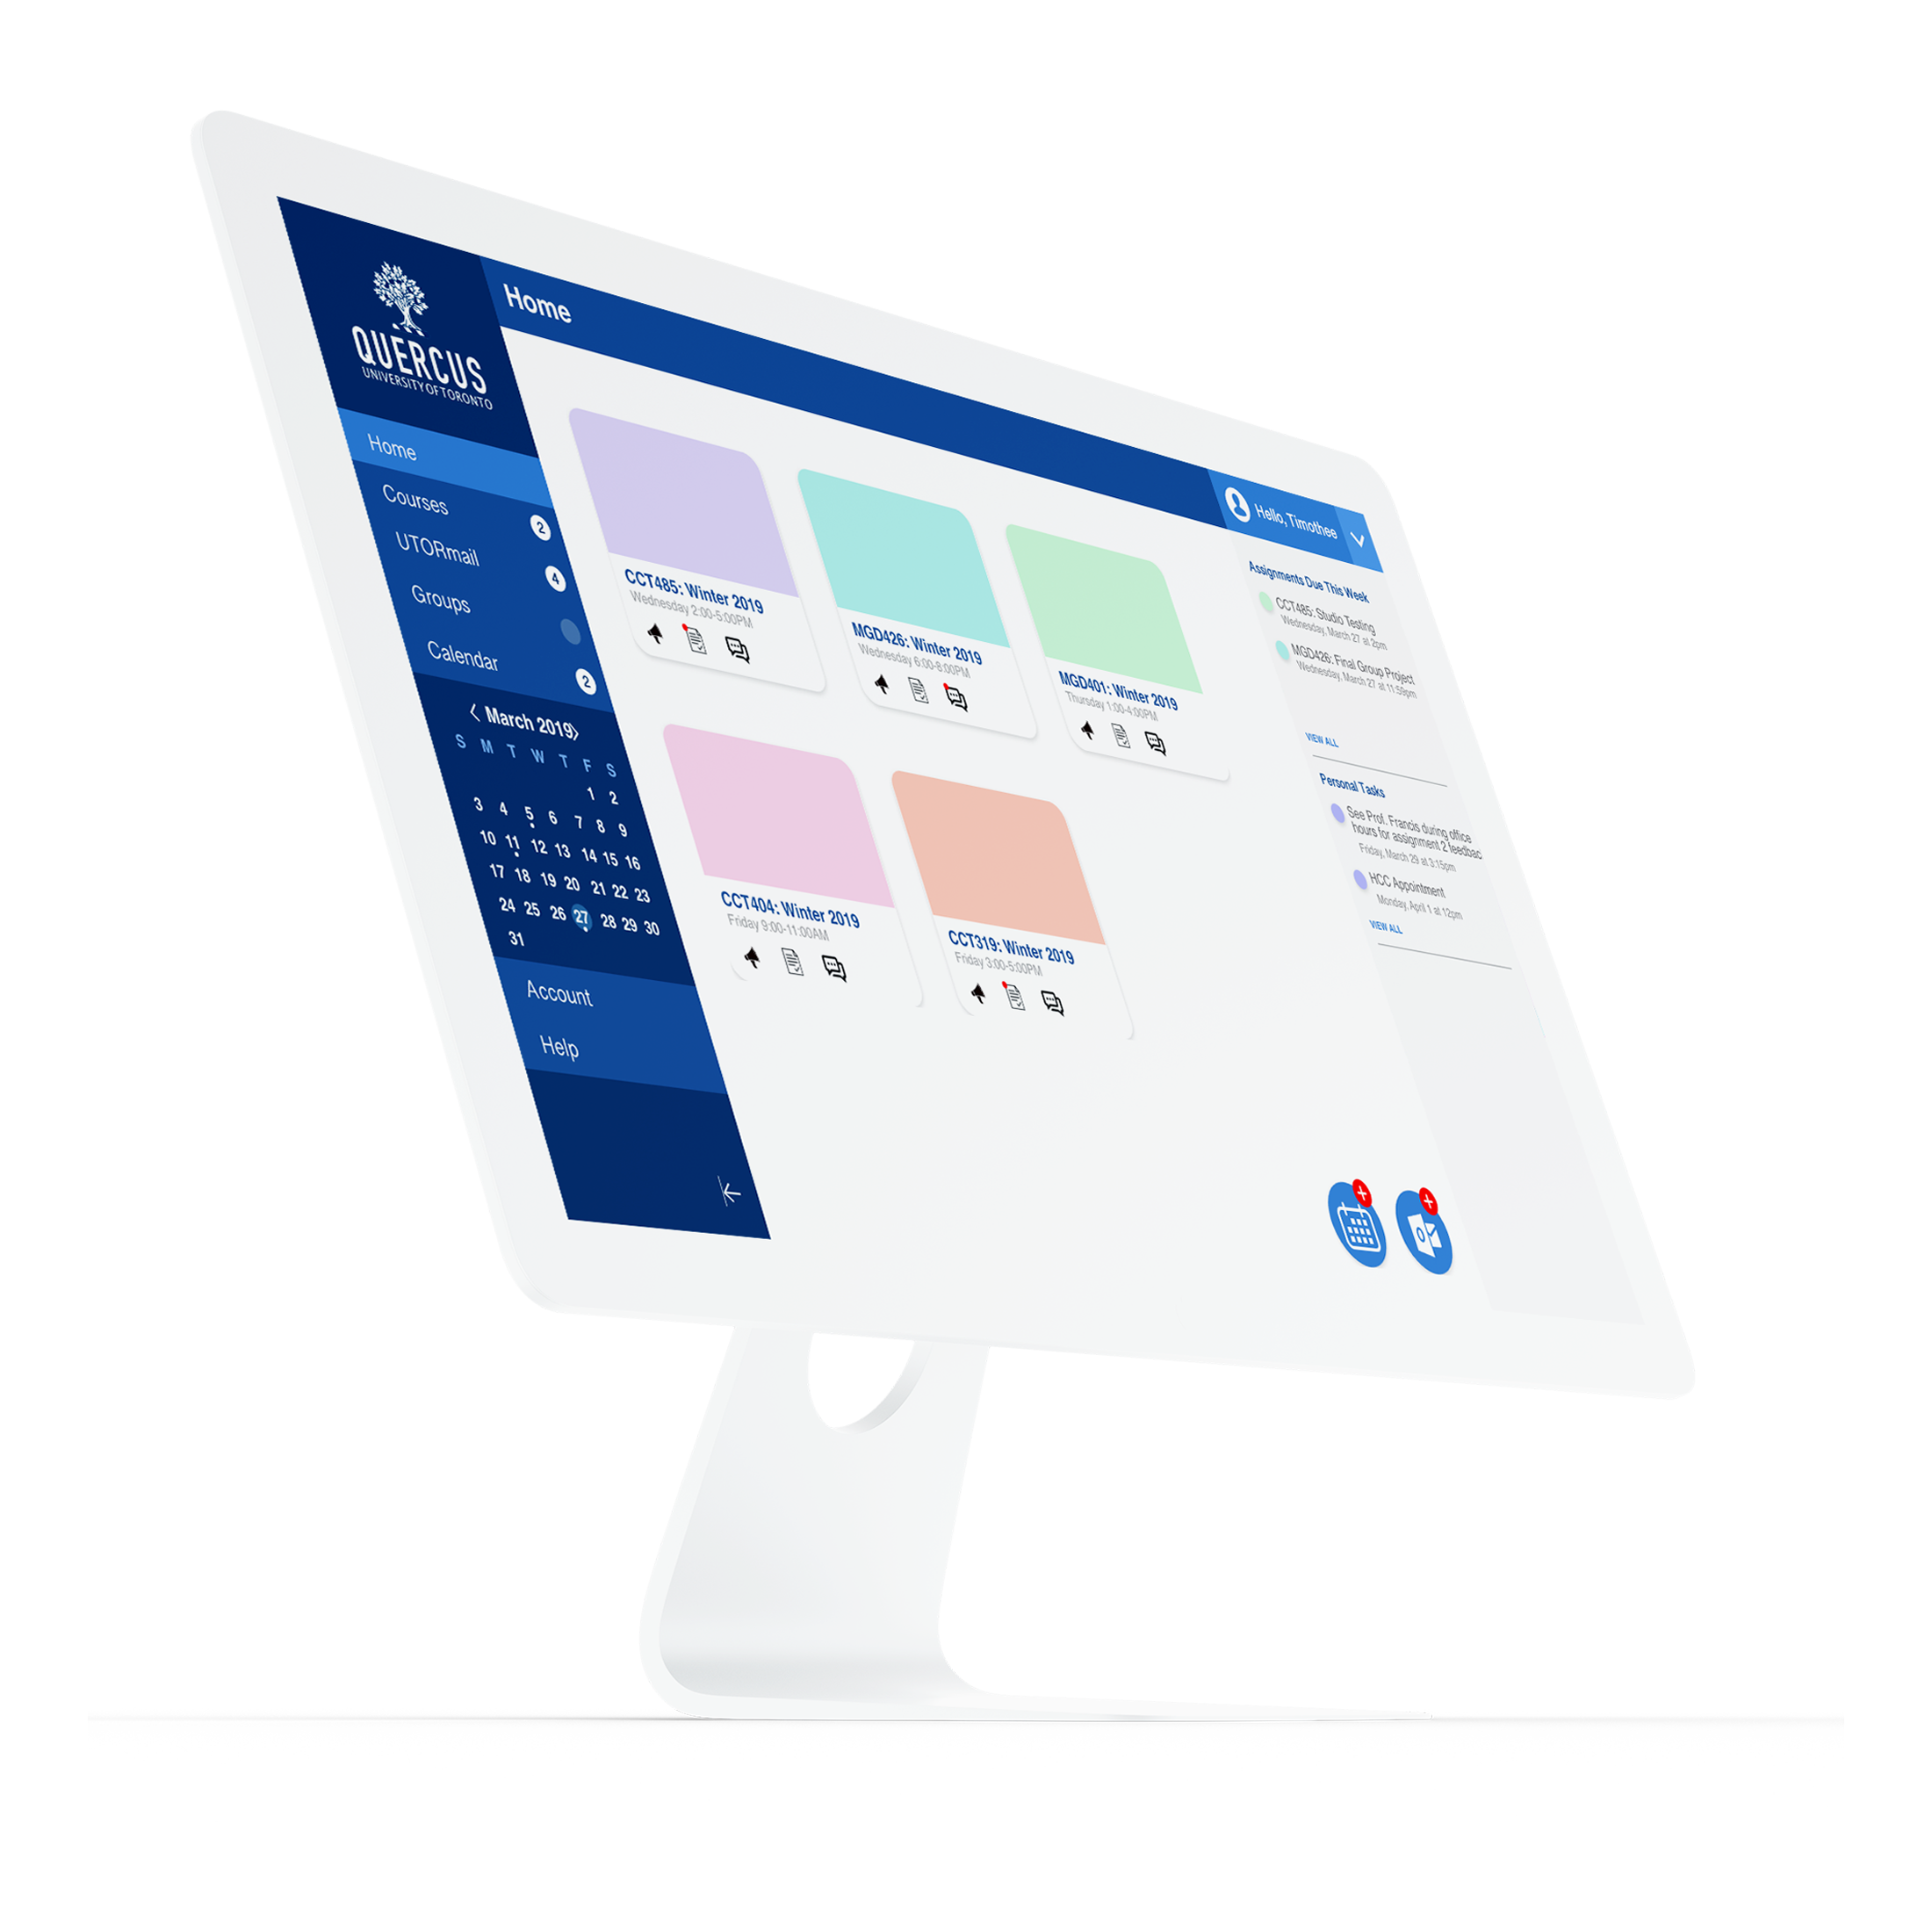 QUERCUS
UNIVERSITY OF TORONTO
Home
Hello, Timothee
Home
Courses
2
UTORmail
4
Groups
Calendar
2
March 2019
S M T W T F S
1 2
3 4 5 6 7 8 9
10 11 12 13 14 15 16
17 18 19 20 21 22 23
24 25 26 27 28 29 30
31
Account
Help
CCT485: Winter 2019
Wednesday 2:00-5:00PM
MGD426: Winter 2019
Wednesday 6:00-8:00PM
MGD401: Winter 2019
Thursday 1:00-4:00PM
CCT404: Winter 2019
Friday 9:00-11:00AM
CCT319: Winter 2019
Friday 3:00-5:00PM
Assignments Due This Week
CCT485: Studio Testing
Wednesday, March 27 at 2pm
MGD426: Final Group Project
Wednesday, March 27 at 11:59pm
VIEW ALL
Personal Tasks
See Prof. Francis during office
hours for assignment 2 feedbac
Friday, March 29 at 3:15pm
HCC Appointment
Monday, April 1 at 12pm
VIEW ALL